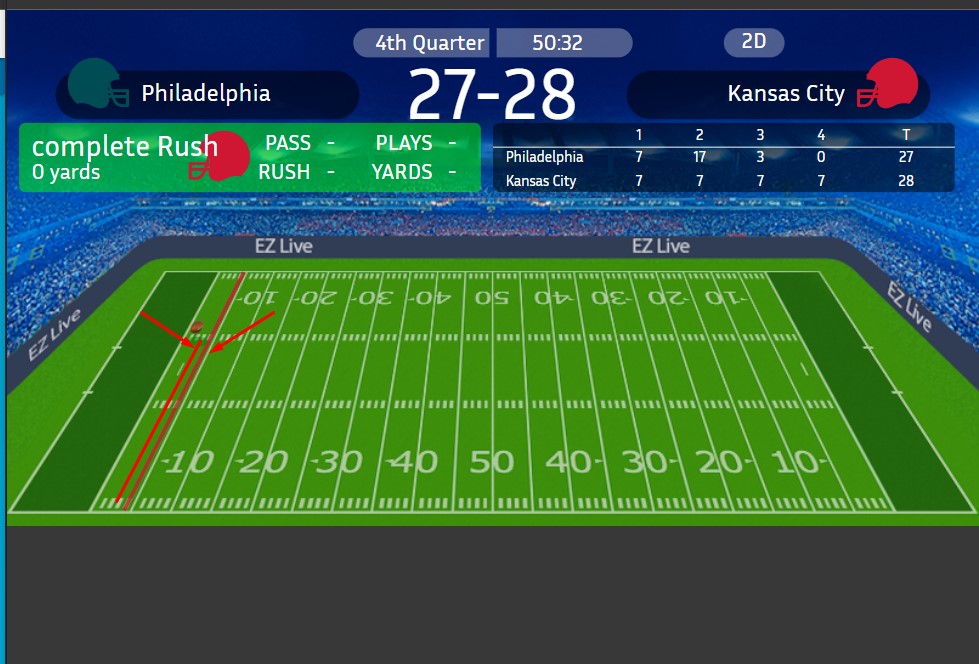 4th Quarter 50:32 2D
Philadelphia 27-28 Kansas City
complete Rush PASS - PLAYS -
0 yards RUSH - YARDS -
1 2 3 4 T
Philadelphia 7 17 3 0 27
Kansas City 7 7 7 7 28
EZ Live EZ Live
EZ Live EZ Live
-10 -20 -30 -40 50 40- 30- 20- 10-
-10 -20 -30 -40 50 40- 30- 20- 10-